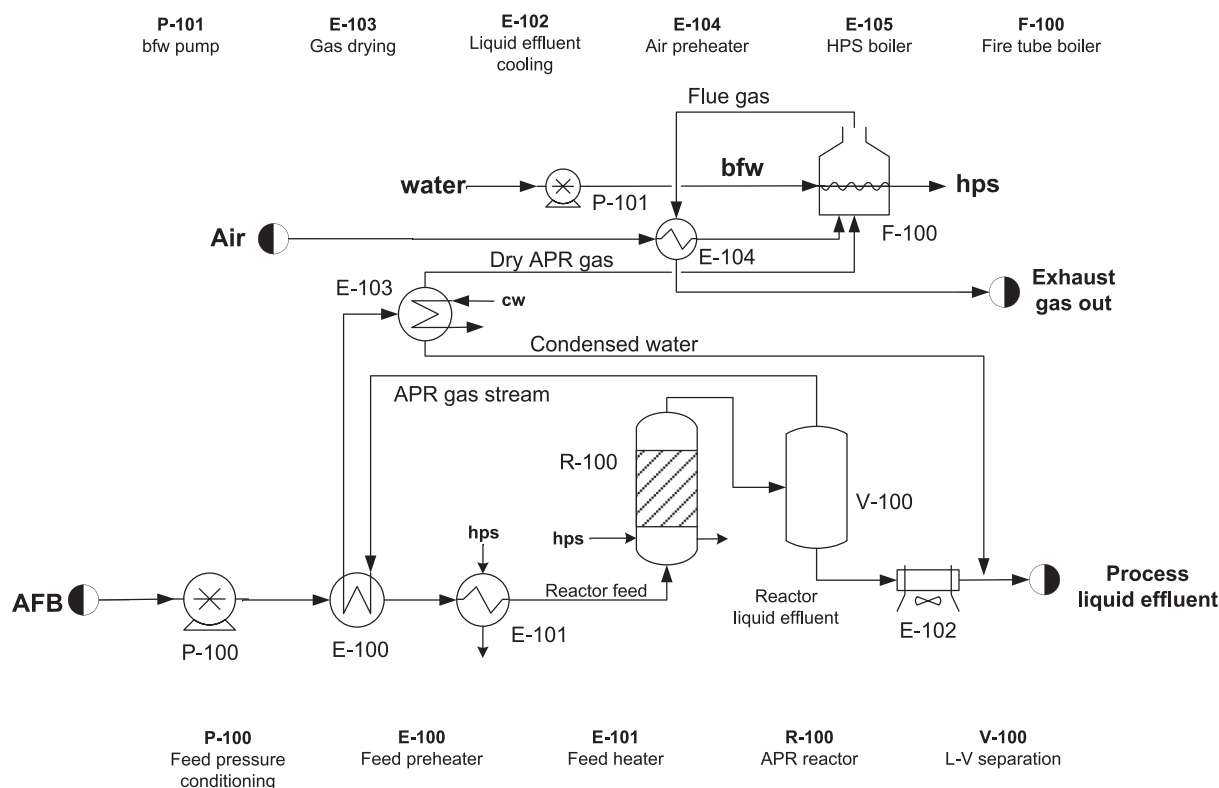 P-101
bfw pump
E-103
Gas drying
E-102
Liquid effluent
cooling
E-104
Air preheater
E-105
HPS boiler
F-100
Fire tube boiler
Flue gas
water
P-101
bfw
hps
F-100
Air
E-104
Dry APR gas
E-103
cw
Exhaust
gas out
Condensed water
APR gas stream
R-100
V-100
hps
hps
AFB
P-100
E-100
E-101
Reactor feed
Reactor
liquid effluent
E-102
Process
liquid effluent
P-100
Feed pressure
conditioning
E-100
Feed preheater
E-101
Feed heater
R-100
APR reactor
V-100
L-V separation